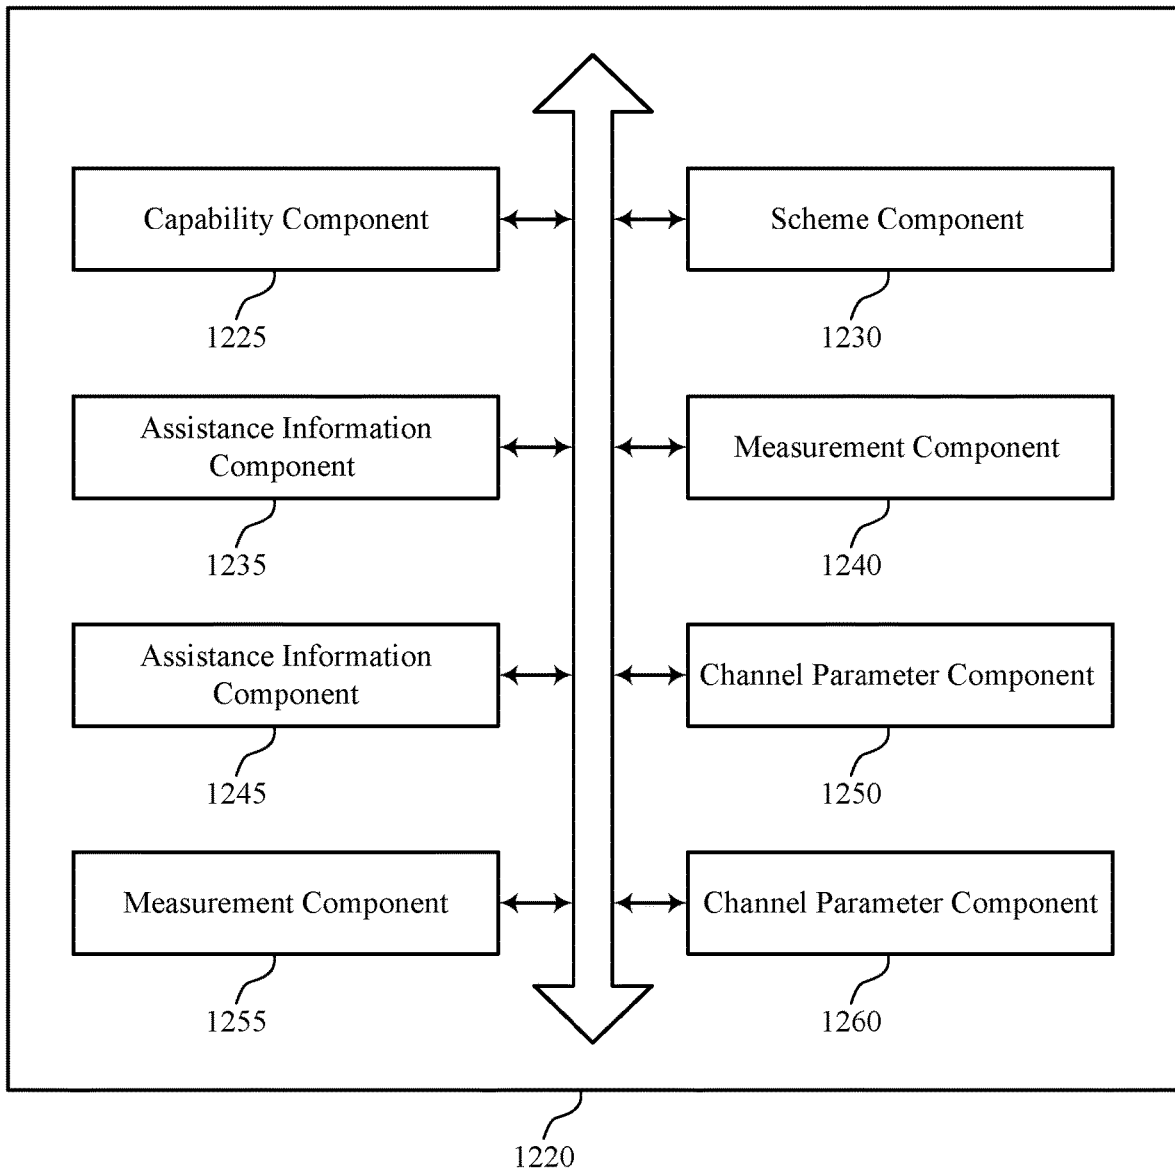 Capability Component
Scheme Component
1225
1230
Assistance Information
Component
Measurement Component
1235
1240
Assistance Information
Component
Channel Parameter Component
1245
1250
Measurement Component
Channel Parameter Component
1255
1260
1220